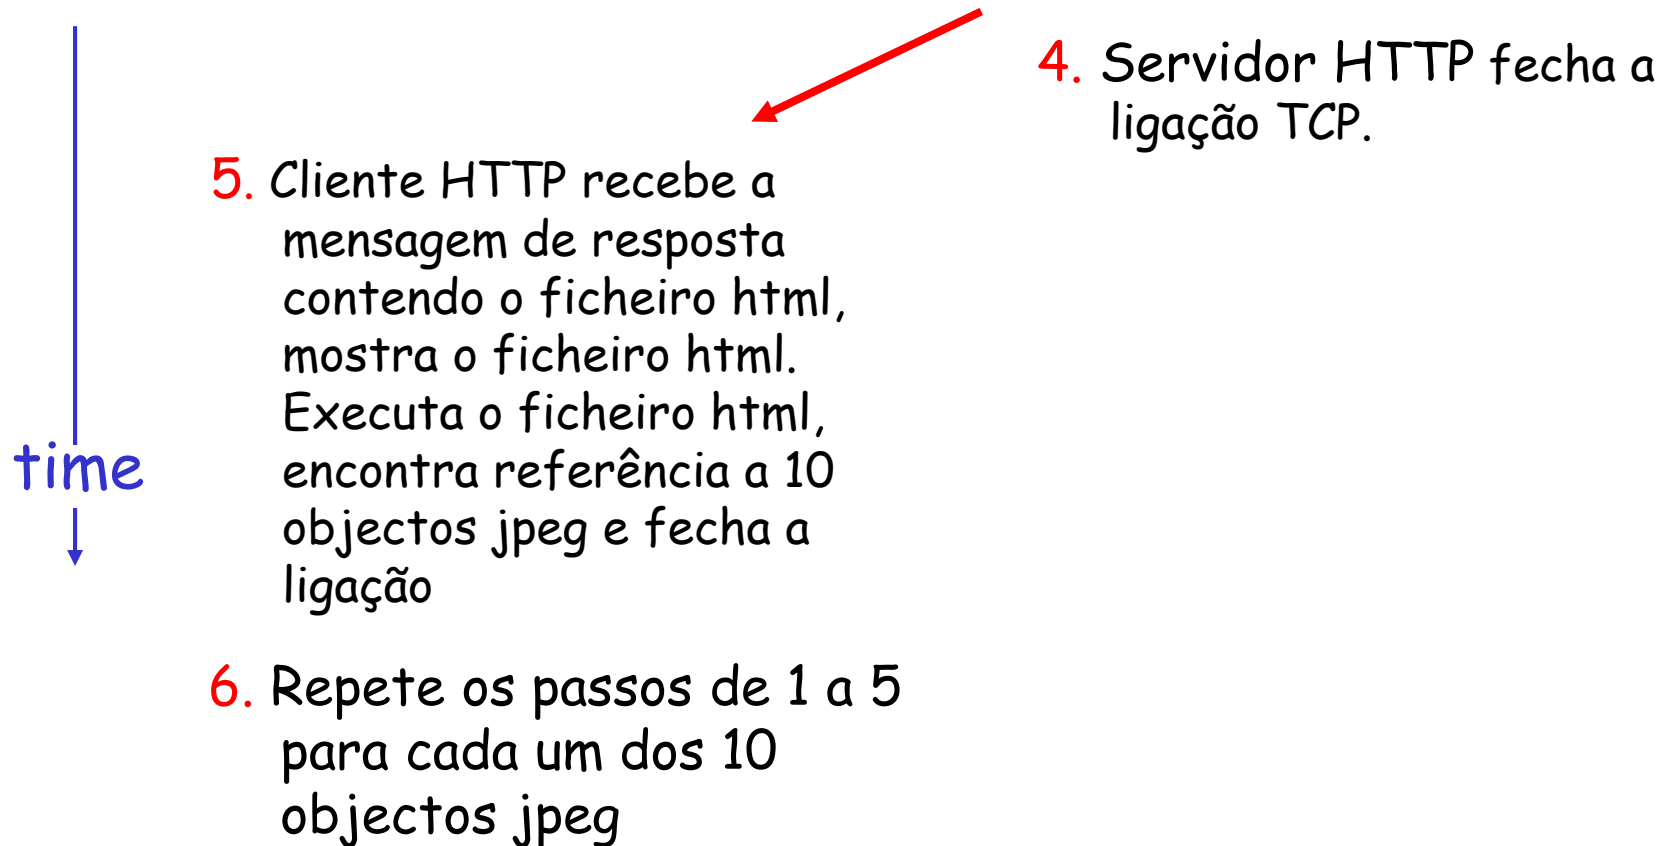 4. Servidor HTTP fecha a
ligação TCP.
5. Cliente HTTP recebe a
mensagem de resposta
contendo o ficheiro html,
mostra o ficheiro html.
Executa o ficheiro html,
encontra referência a 10
objectos jpeg e fecha a
ligação
time
6. Repete os passos de 1 a 5
para cada um dos 10
objectos jpeg